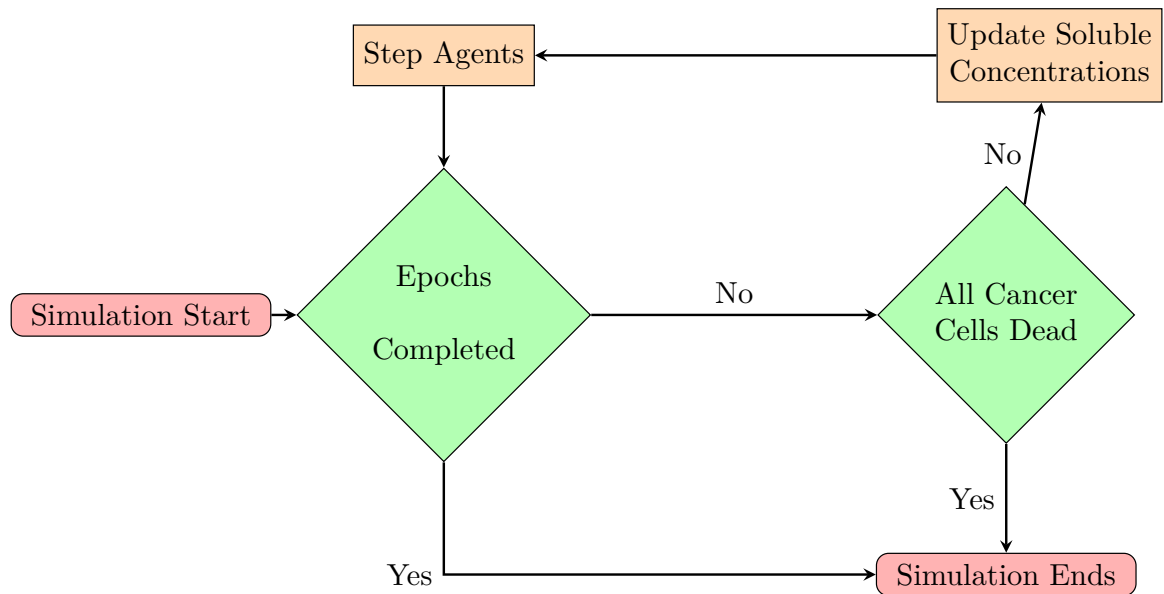 Step Agents
Update Soluble
Concentrations
No
Epochs
Completed
Simulation Start
No
All Cancer
Cells Dead
Yes
Yes
Simulation Ends